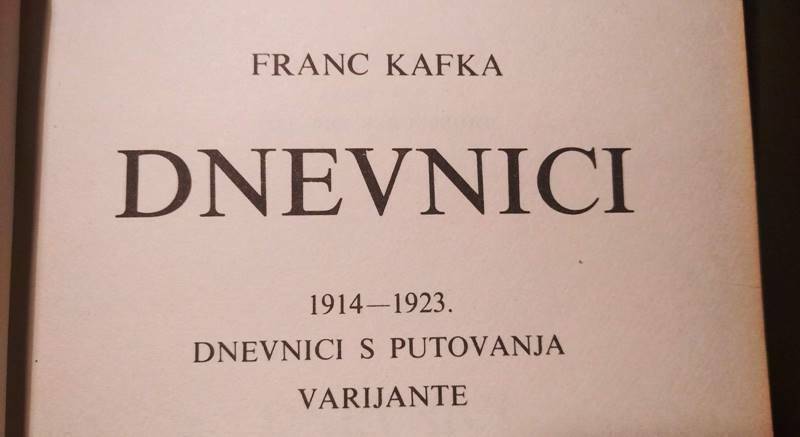 FRANC KAFKA
DNEVNICI
1914—1923.
DNEVNICI S PUTOVANJA
VARIJANTE